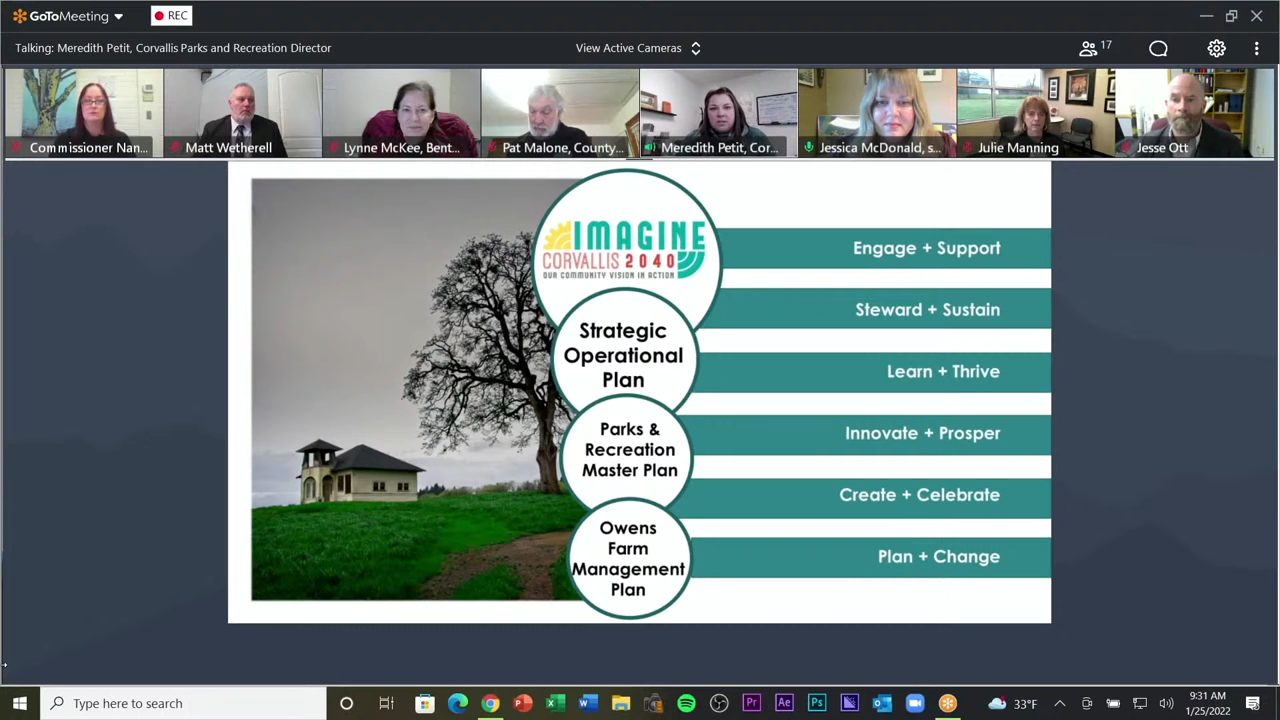 GoToMeeting
REC
Talking: Meredith Petit, Corvallis Parks and Recreation Director
View Active Cameras
17
Commissioner Nan...
Matt Wetherell
Lynne McKee, Bent...
Pat Malone, County...
Meredith Petit, Cor...
Jessica McDonald, s...
Julie Manning
Jesse Ott
IMAGINE
CORVALLIS 2040
OUR COMMUNITY VISION IN ACTION
Strategic
Operational
Plan
Parks &
Recreation
Master Plan
Owens
Farm
Management
Plan
Engage + Support
Steward + Sustain
Learn + Thrive
Innovate + Prosper
Create + Celebrate
Plan + Change
Type here to search
Pr
Ae
Ps
33°F
9:31 AM
1/25/2022